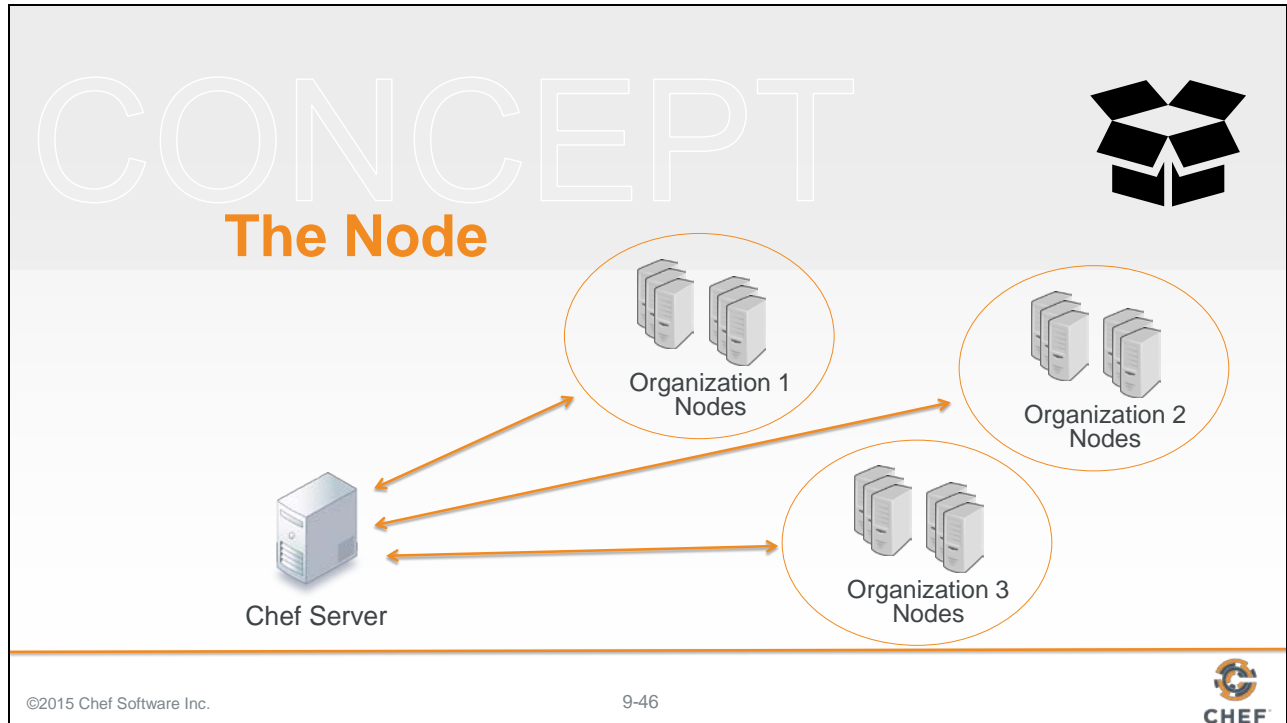 CONCEPT
The Node
Organization 1
Nodes
Organization 2
Nodes
Organization 3
Nodes
Chef Server
©2015 Chef Software Inc.
9-46
CHEF